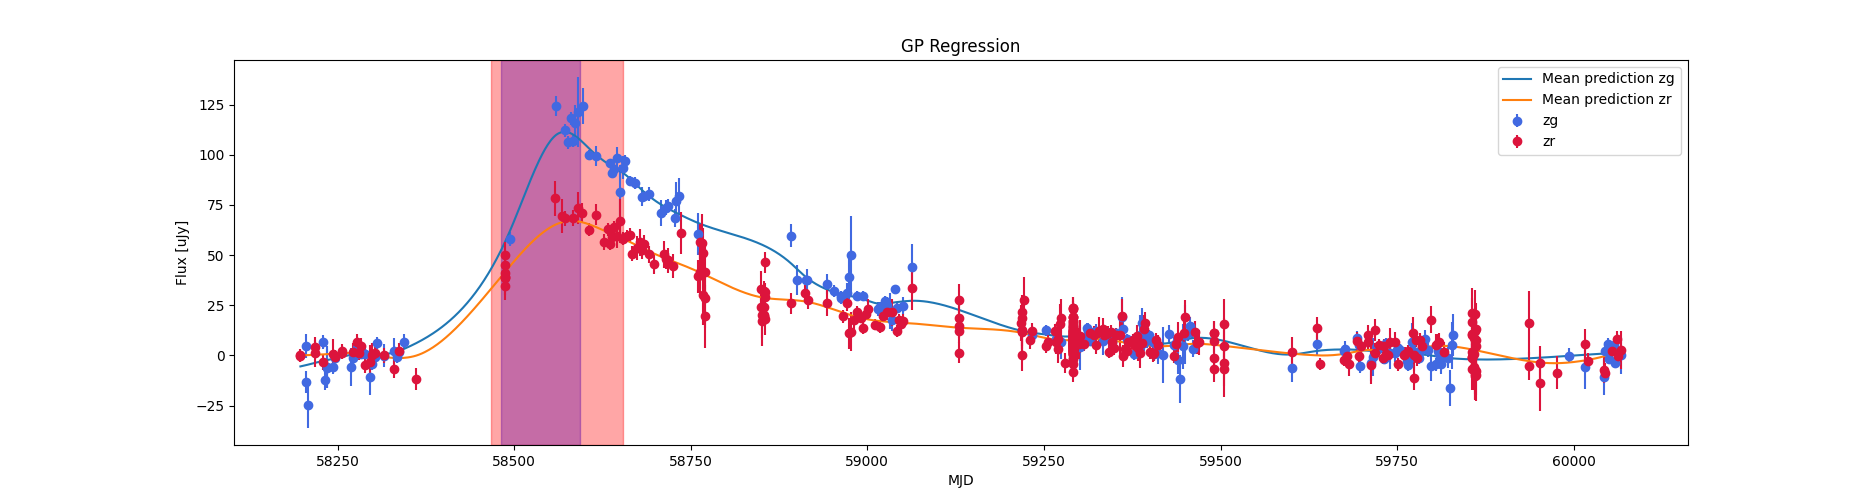 GP Regression
Flux [uJy]
125
100
75
50
25
0
−25
Mean prediction zg
Mean prediction zr
zg
zr
58250 58500 58750 59000 59250 59500 59750 60000
MJD